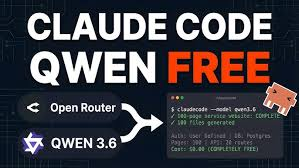 CLAUDE CODE
QWEN FREE
Open Router
QWEN 3.6
$ claudecode --model qwen3.6
100-page service website: COMPLETE
100 files generated
Auth: User Defined | DB: Postgres
Pages: 100 | API: 20 routes
Cost: $0.00 (COMPLETELY FREE)